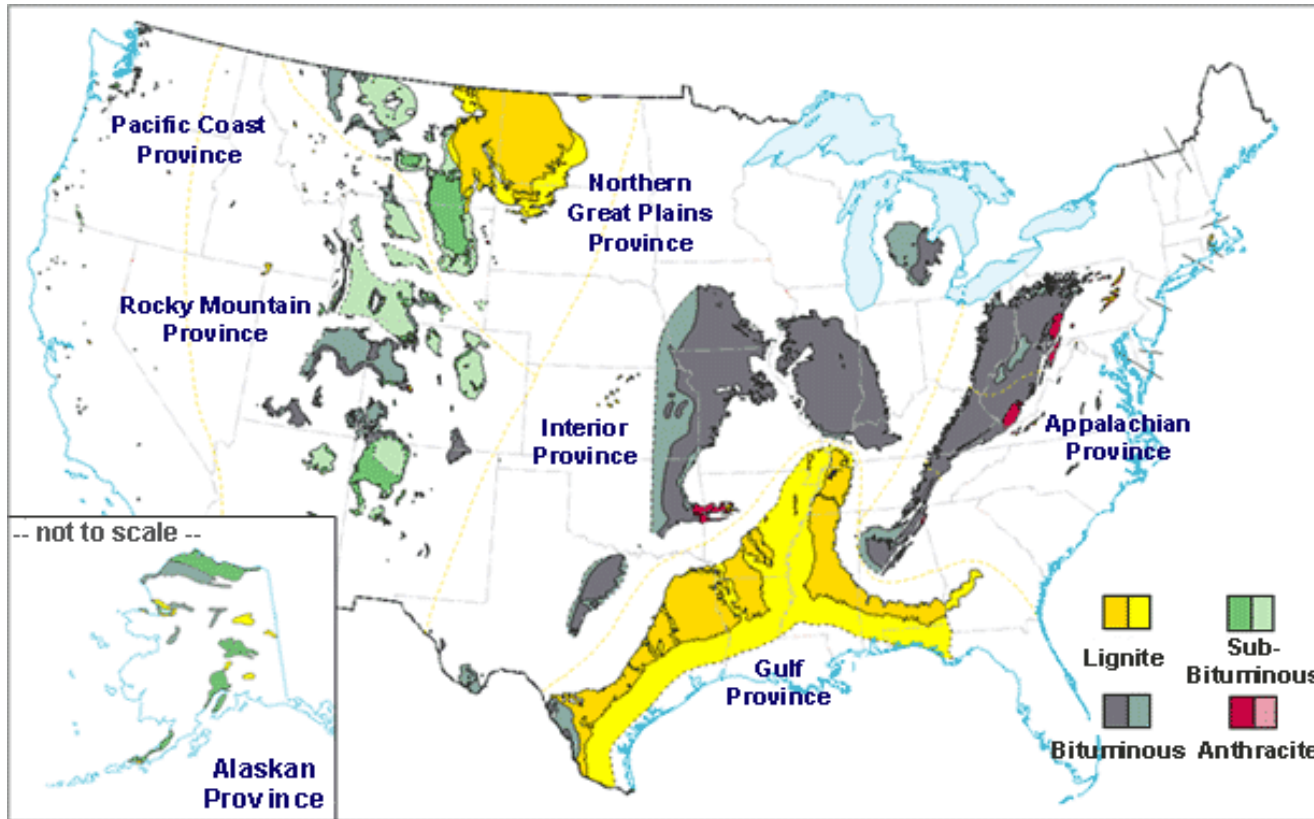 Pacific Coast
Province
Northern
Great Plains
Province
Rocky Mountain
Province
Interior
Province
Appalachian
Province
-- not to scale --
Gulf
Province
Alaskan
Province
Lignite
Sub-
Bituminous
Bituminous
Anthracite